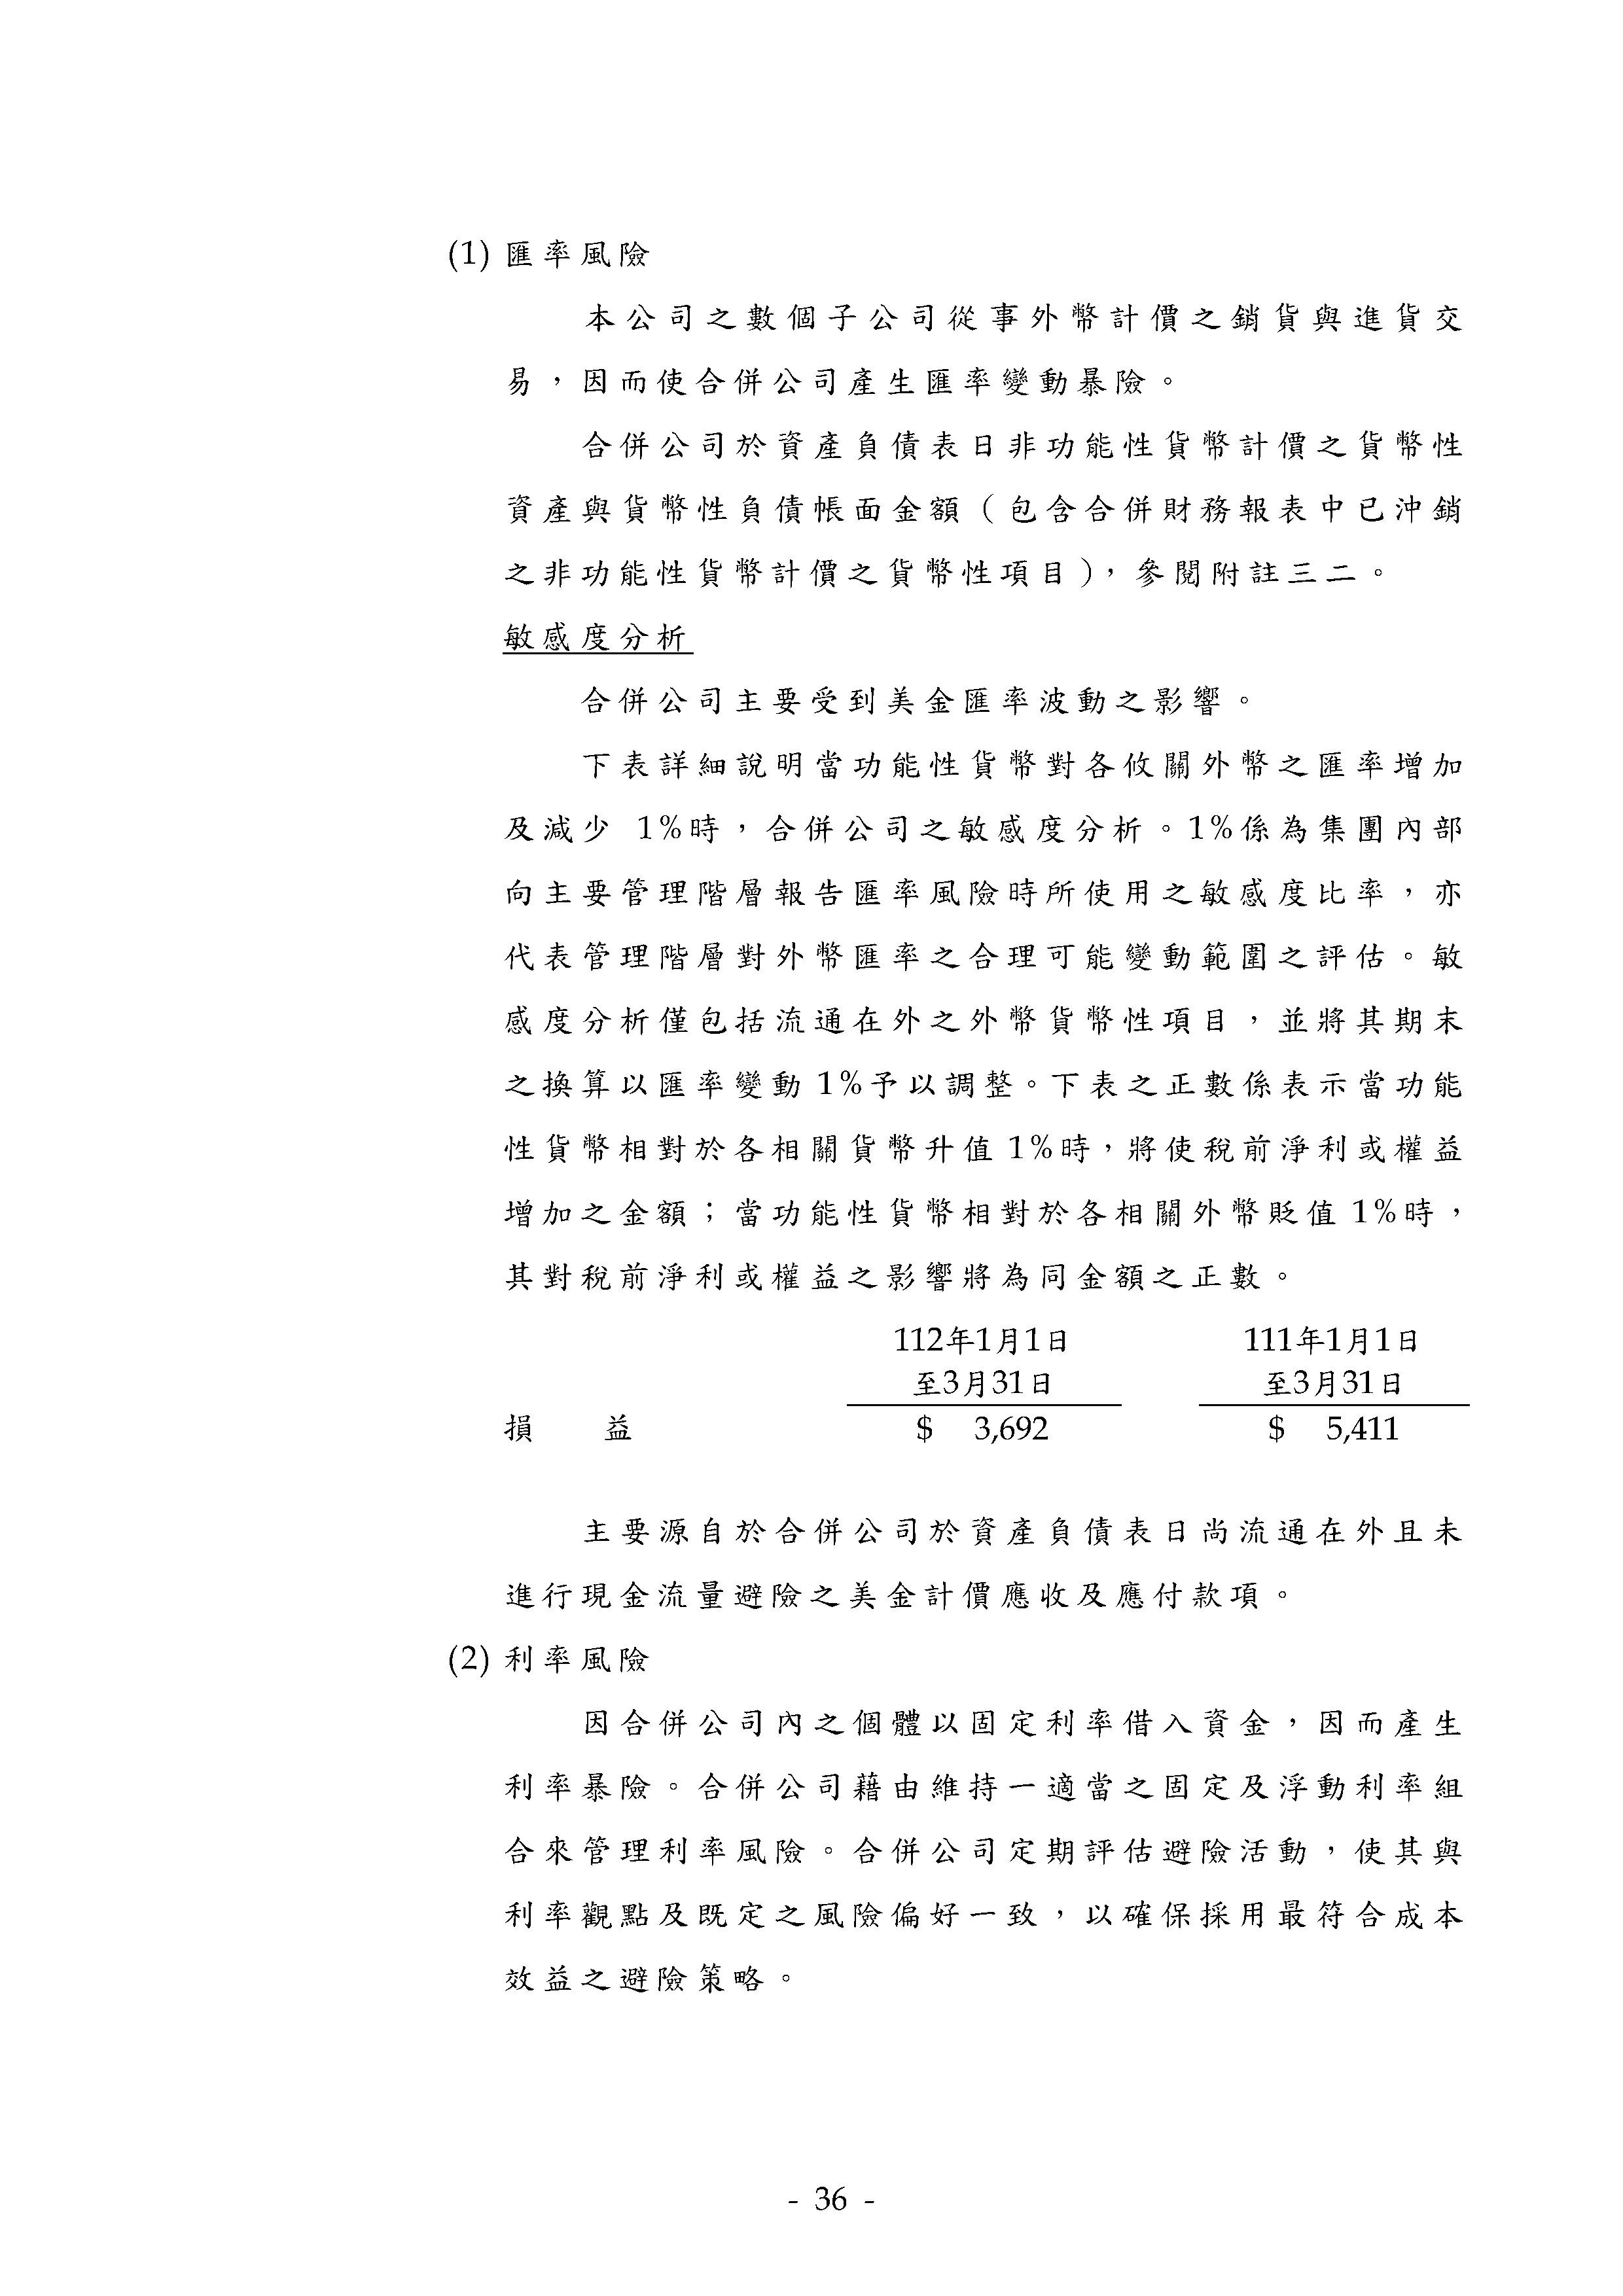 (1) 匯率風險
本公司之數個子公司從事外幣計價之銷貨與進貨交
易，因而使合併公司產生匯率變動暴險。
合併公司於資產負債表日非功能性貨幣計價之貨幣性
資產與貨幣性負債帳面金額（包含合併財務報表中已沖銷
之非功能性貨幣計價之貨幣性項目），參閱附註三二。
敏感度分析
合併公司主要受到美金匯率波動之影響。
下表詳細說明當功能性貨幣對各攸關外幣之匯率增加
及減少 1%時，合併公司之敏感度分析。1%係為集團內部
向主要管理階層報告匯率風險時所使用之敏感度比率，亦
代表管理階層對外幣匯率之合理可能變動範圍之評估。敏
感度分析僅包括流通在外之外幣貨幣性項目，並將其期末
之換算以匯率變動 1%予以調整。下表之正數係表示當功能
性貨幣相對於各相關貨幣升值 1%時，將使稅前淨利或權益
增加之金額；當功能性貨幣相對於各相關外幣貶值 1%時，
其對稅前淨利或權益之影響將為同金額之正數。
112年1月1日 111年1月1日
至3月31日 至3月31日
損 益 $ 3,692 $ 5,411
主要源自於合併公司於資產負債表日尚流通在外且未
進行現金流量避險之美金計價應收及應付款項。
(2) 利率風險
因合併公司內之個體以固定利率借入資金，因而產生
利率暴險。合併公司藉由維持一適當之固定及浮動利率組
合來管理利率風險。合併公司定期評估避險活動，使其與
利率觀點及既定之風險偏好一致，以確保採用最符合成本
效益之避險策略。
- 36 -